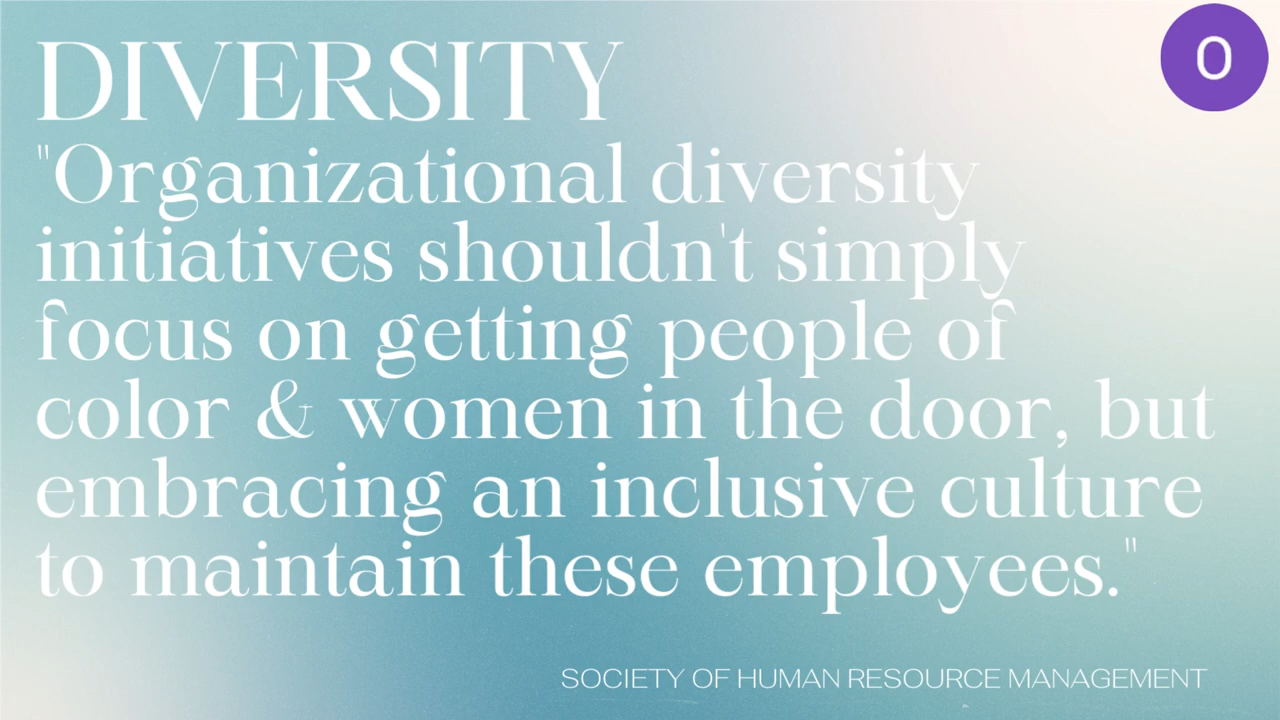 DIVERSITY
O
"Organizational diversity
initiatives shouldn't simply
focus on getting people of
color & women in the door, but
embracing an inclusive culture
to maintain these employees."
SOCIETY OF HUMAN RESOURCE MANAGEMENT